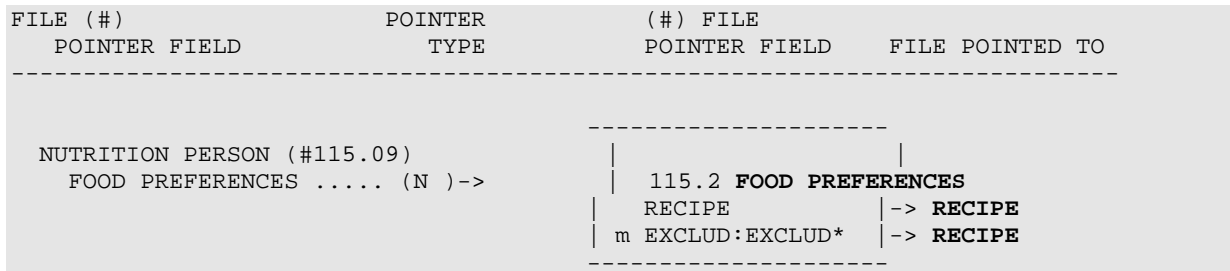 FILE (#)                  POINTER           (#) FILE
   POINTER FIELD             TYPE           POINTER FIELD    FILE POINTED TO
-----------------------------------------------------------------------------
                                        ---------------------
  NUTRITION PERSON (#115.09)              |                   |
    FOOD PREFERENCES ..... (N )->         |  115.2 FOOD PREFERENCES
                                        |   RECIPE          |-> RECIPE
                                        | m EXCLUD:EXCLUD*  |-> RECIPE
                                        ---------------------